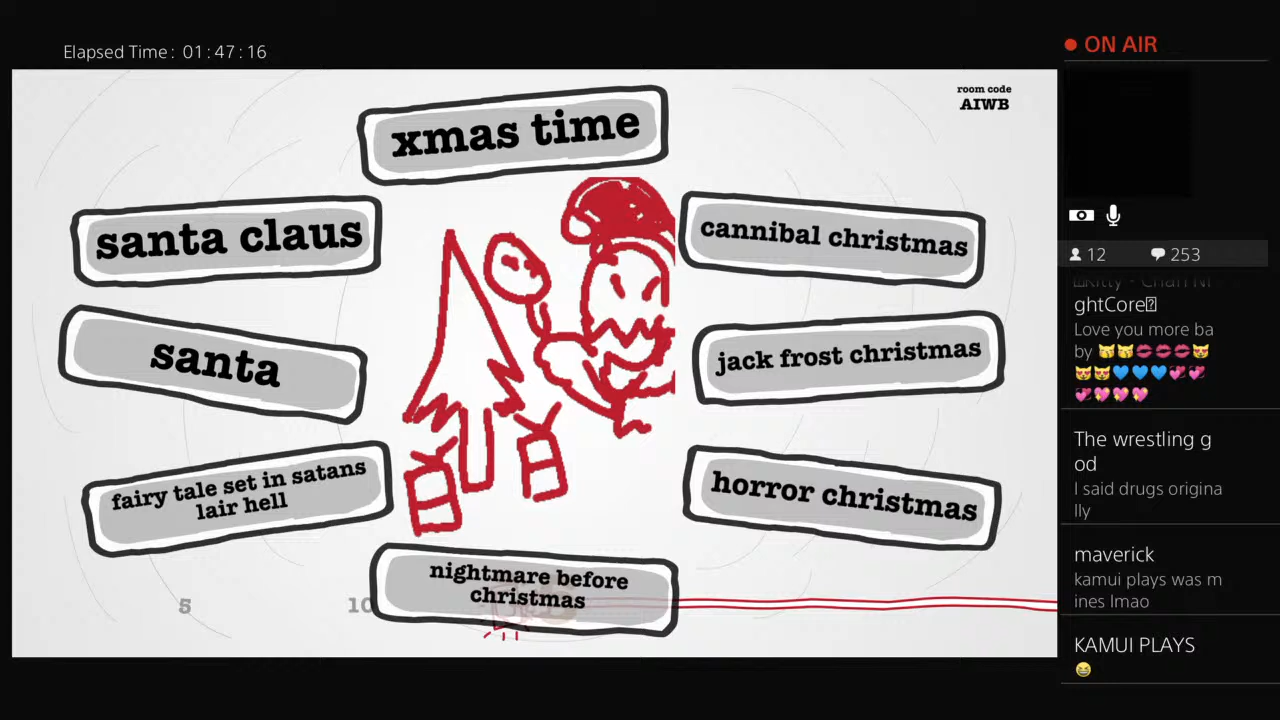 Elapsed Time: 01:47:16
ON AIR
room code
AIWB
xmas time
santa claus
cannibal christmas
santa
jack frost christmas
fairy tale set in satans
lair hell
horror christmas
nightmare before
christmas
5
10
12
253
ghtCore
Love you more ba
by 😽😽💋💋💋😻
😻😻💙💙💙💞💞
💞💖💖💖
The wrestling g
od
I said drugs origina
lly
maverick
kamui plays was m
ines lmao
KAMUI PLAYS
😆